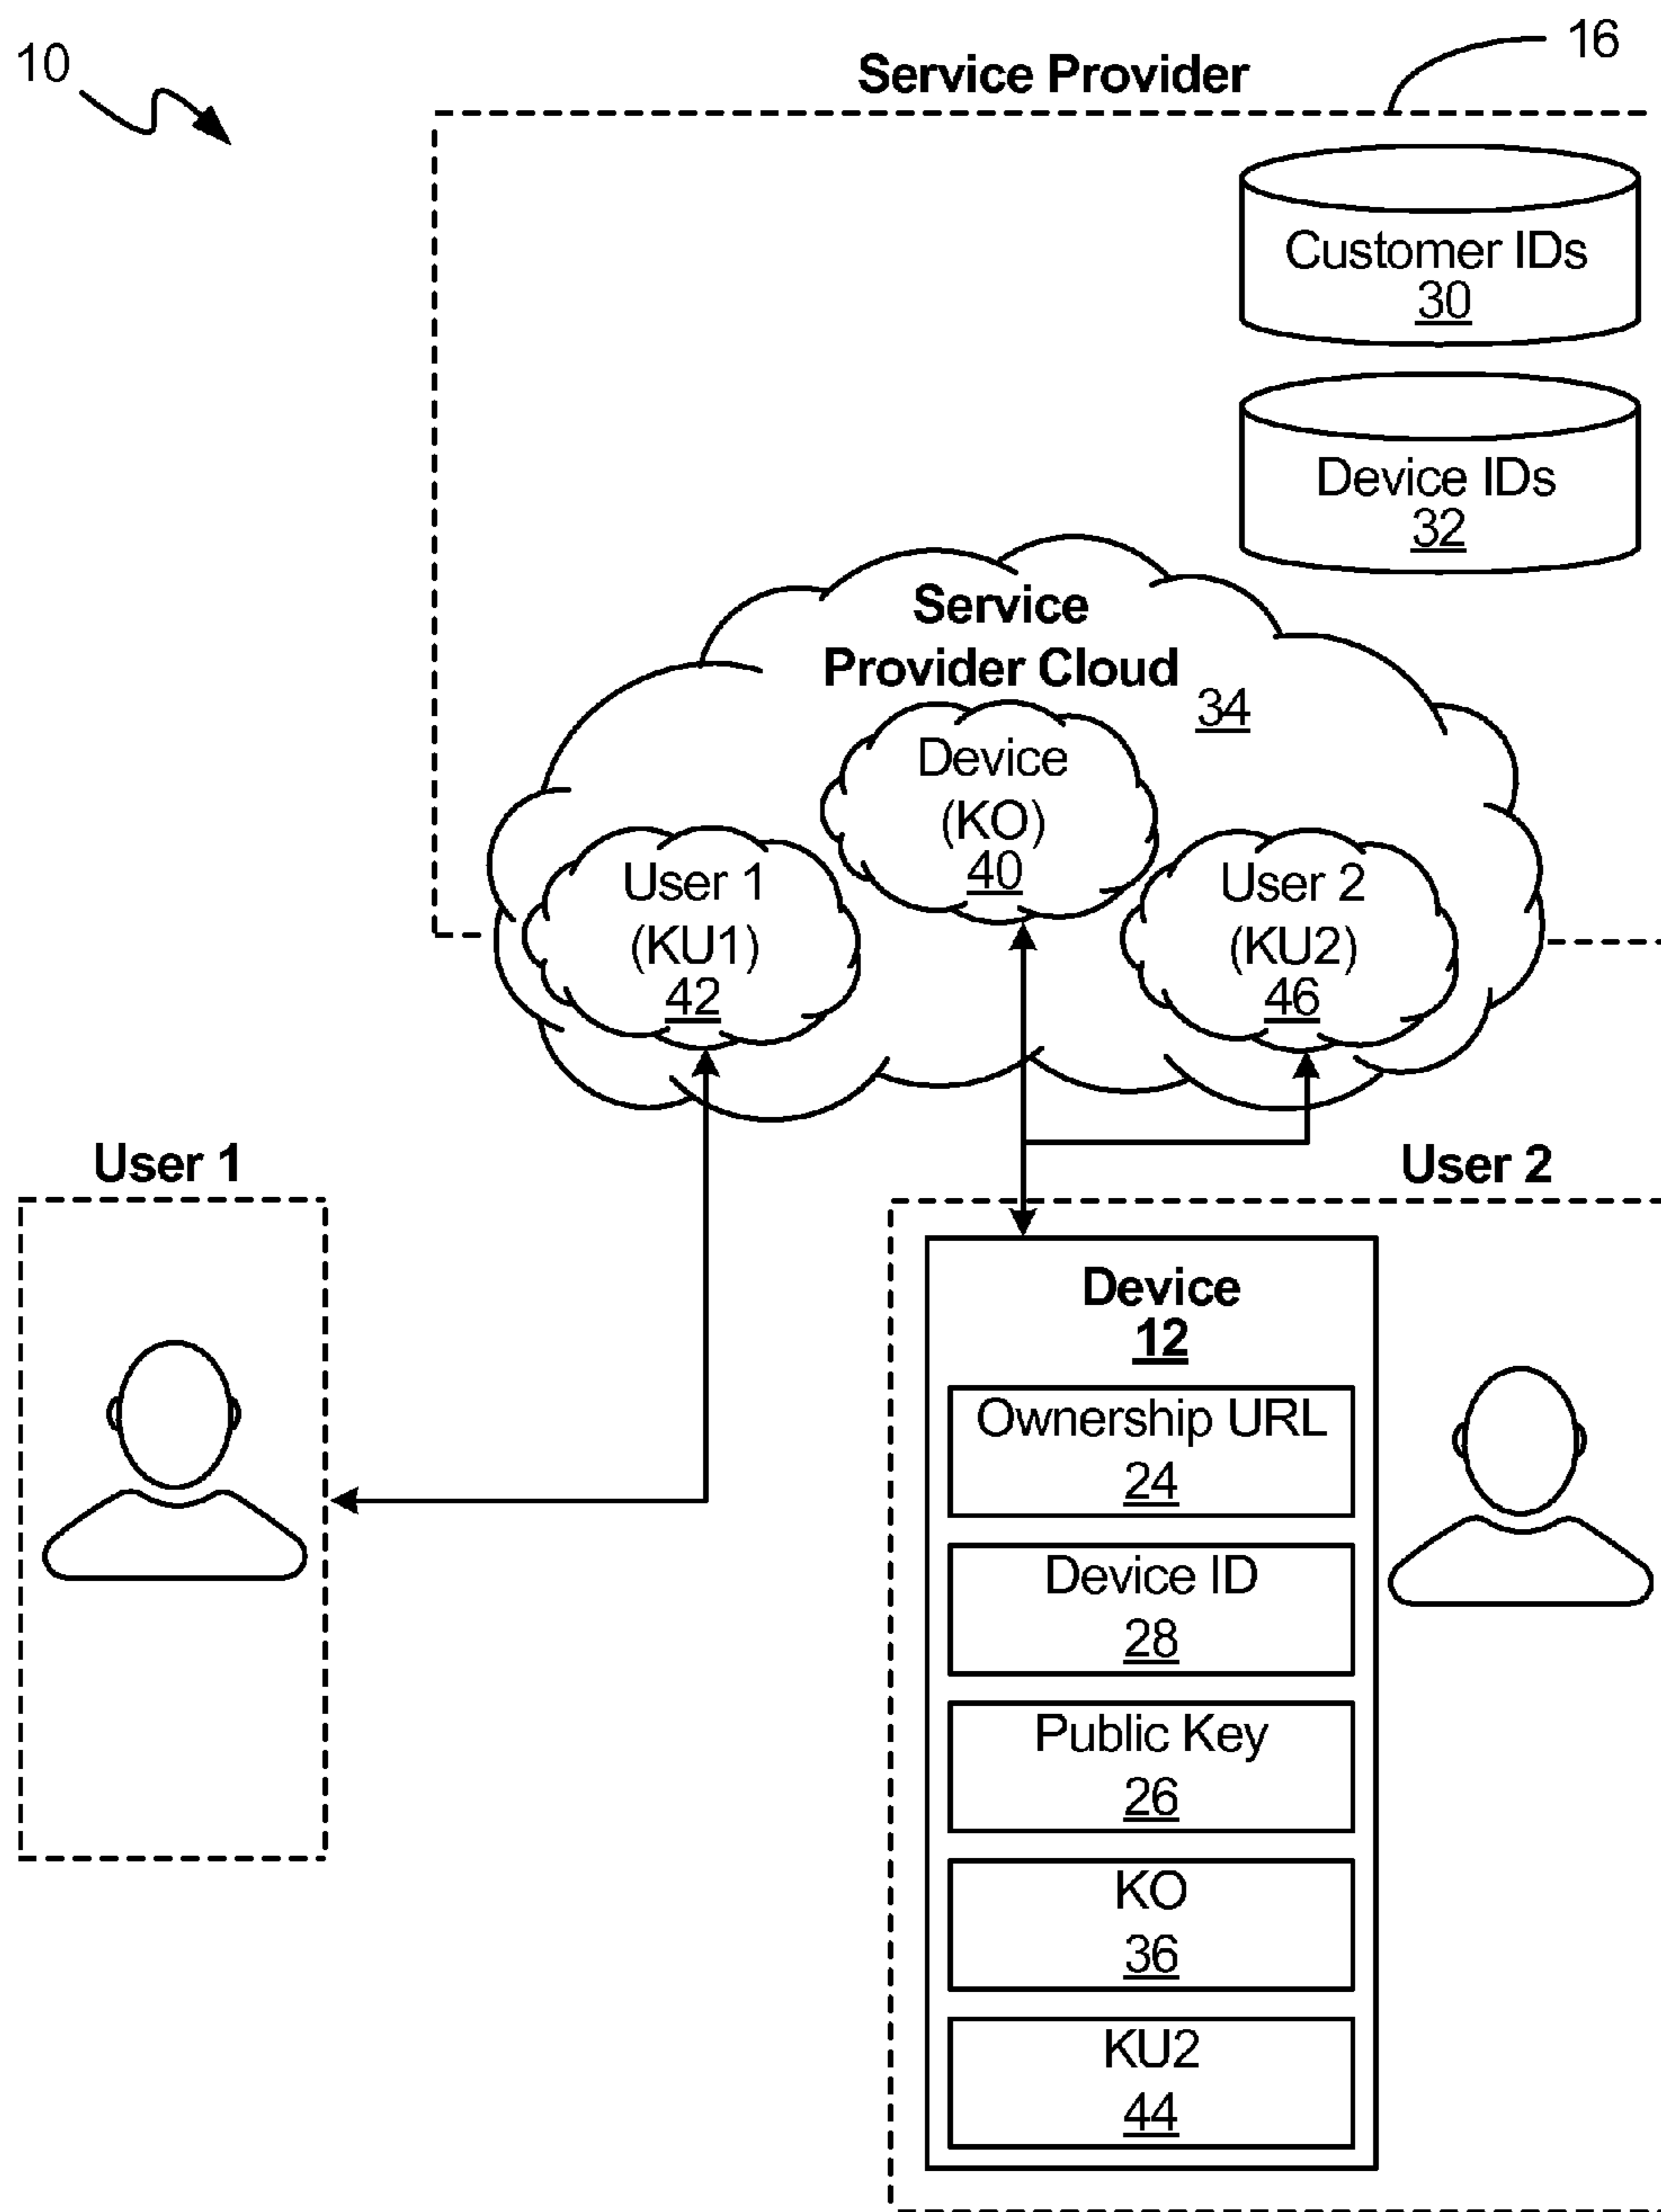 10
16
Service Provider
Customer IDs
30
Device IDs
32
Service
Provider Cloud
34
Device
(KO)
40
User 1
(KU1)
42
User 2
(KU2)
46
User 1
User 2
Device
12
Ownership URL
24
Device ID
28
Public Key
26
KO
36
KU2
44